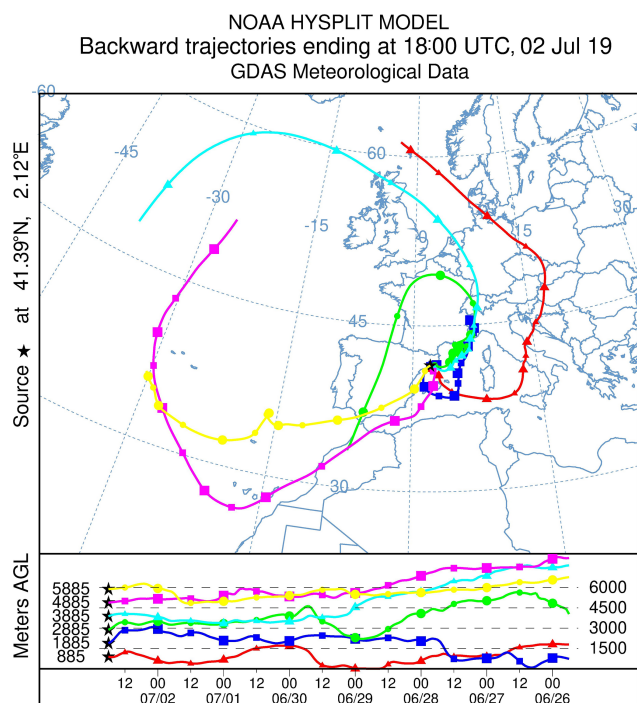 NOAA HYSPLIT MODEL
Backward trajectories ending at 18:00 UTC, 02 Jul 19
GDAS Meteorological Data
Source ★ at 41.39°N, 2.12°E
-60
-45
60
-30
30
-15
0
15
45
30
Meters AGL
5885
4885
3885
2885
1885
885
6000
4500
3000
1500
12 00 12 00 12 00 12 00 12 00 12 00 12 00
07/02 07/01 06/30 06/29 06/28 06/27 06/26